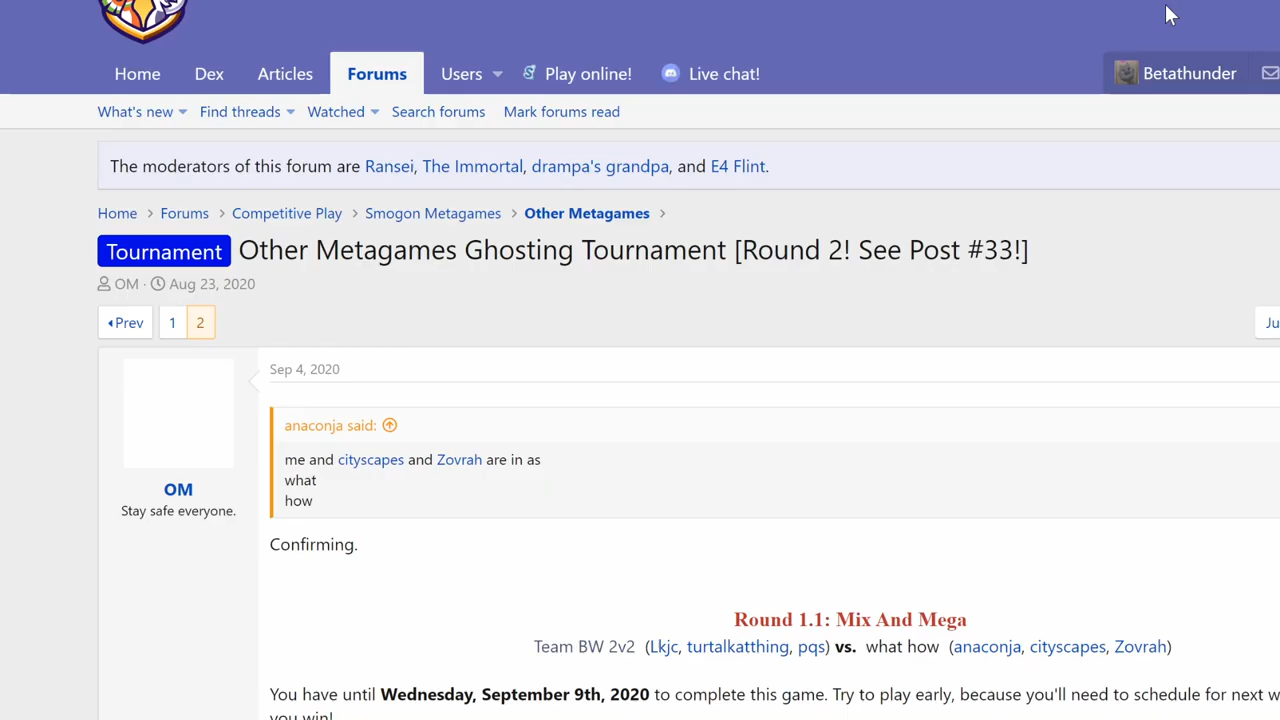 Home Dex Articles Forums Users Play online! Live chat! Betathunder
What's new Find threads Watched Search forums Mark forums read
The moderators of this forum are Ransei, The Immortal, drampa's grandpa, and E4 Flint.
Home Forums Competitive Play Smogon Metagames Other Metagames
Tournament Other Metagames Ghosting Tournament [Round 2! See Post #33!]
OM · Aug 23, 2020
Prev 1 2 Ju
Sep 4, 2020
anaconja said:
me and cityscapes and Zovrah are in as
what
how
OM
Stay safe everyone.
Confirming.
Round 1.1: Mix And Mega
Team BW 2v2 (Lkjc, turtalkatthing, pqs) vs. what how (anaconja, cityscapes, Zovrah)
You have until Wednesday, September 9th, 2020 to complete this game. Try to play early, because you'll need to schedule for next w
you win!